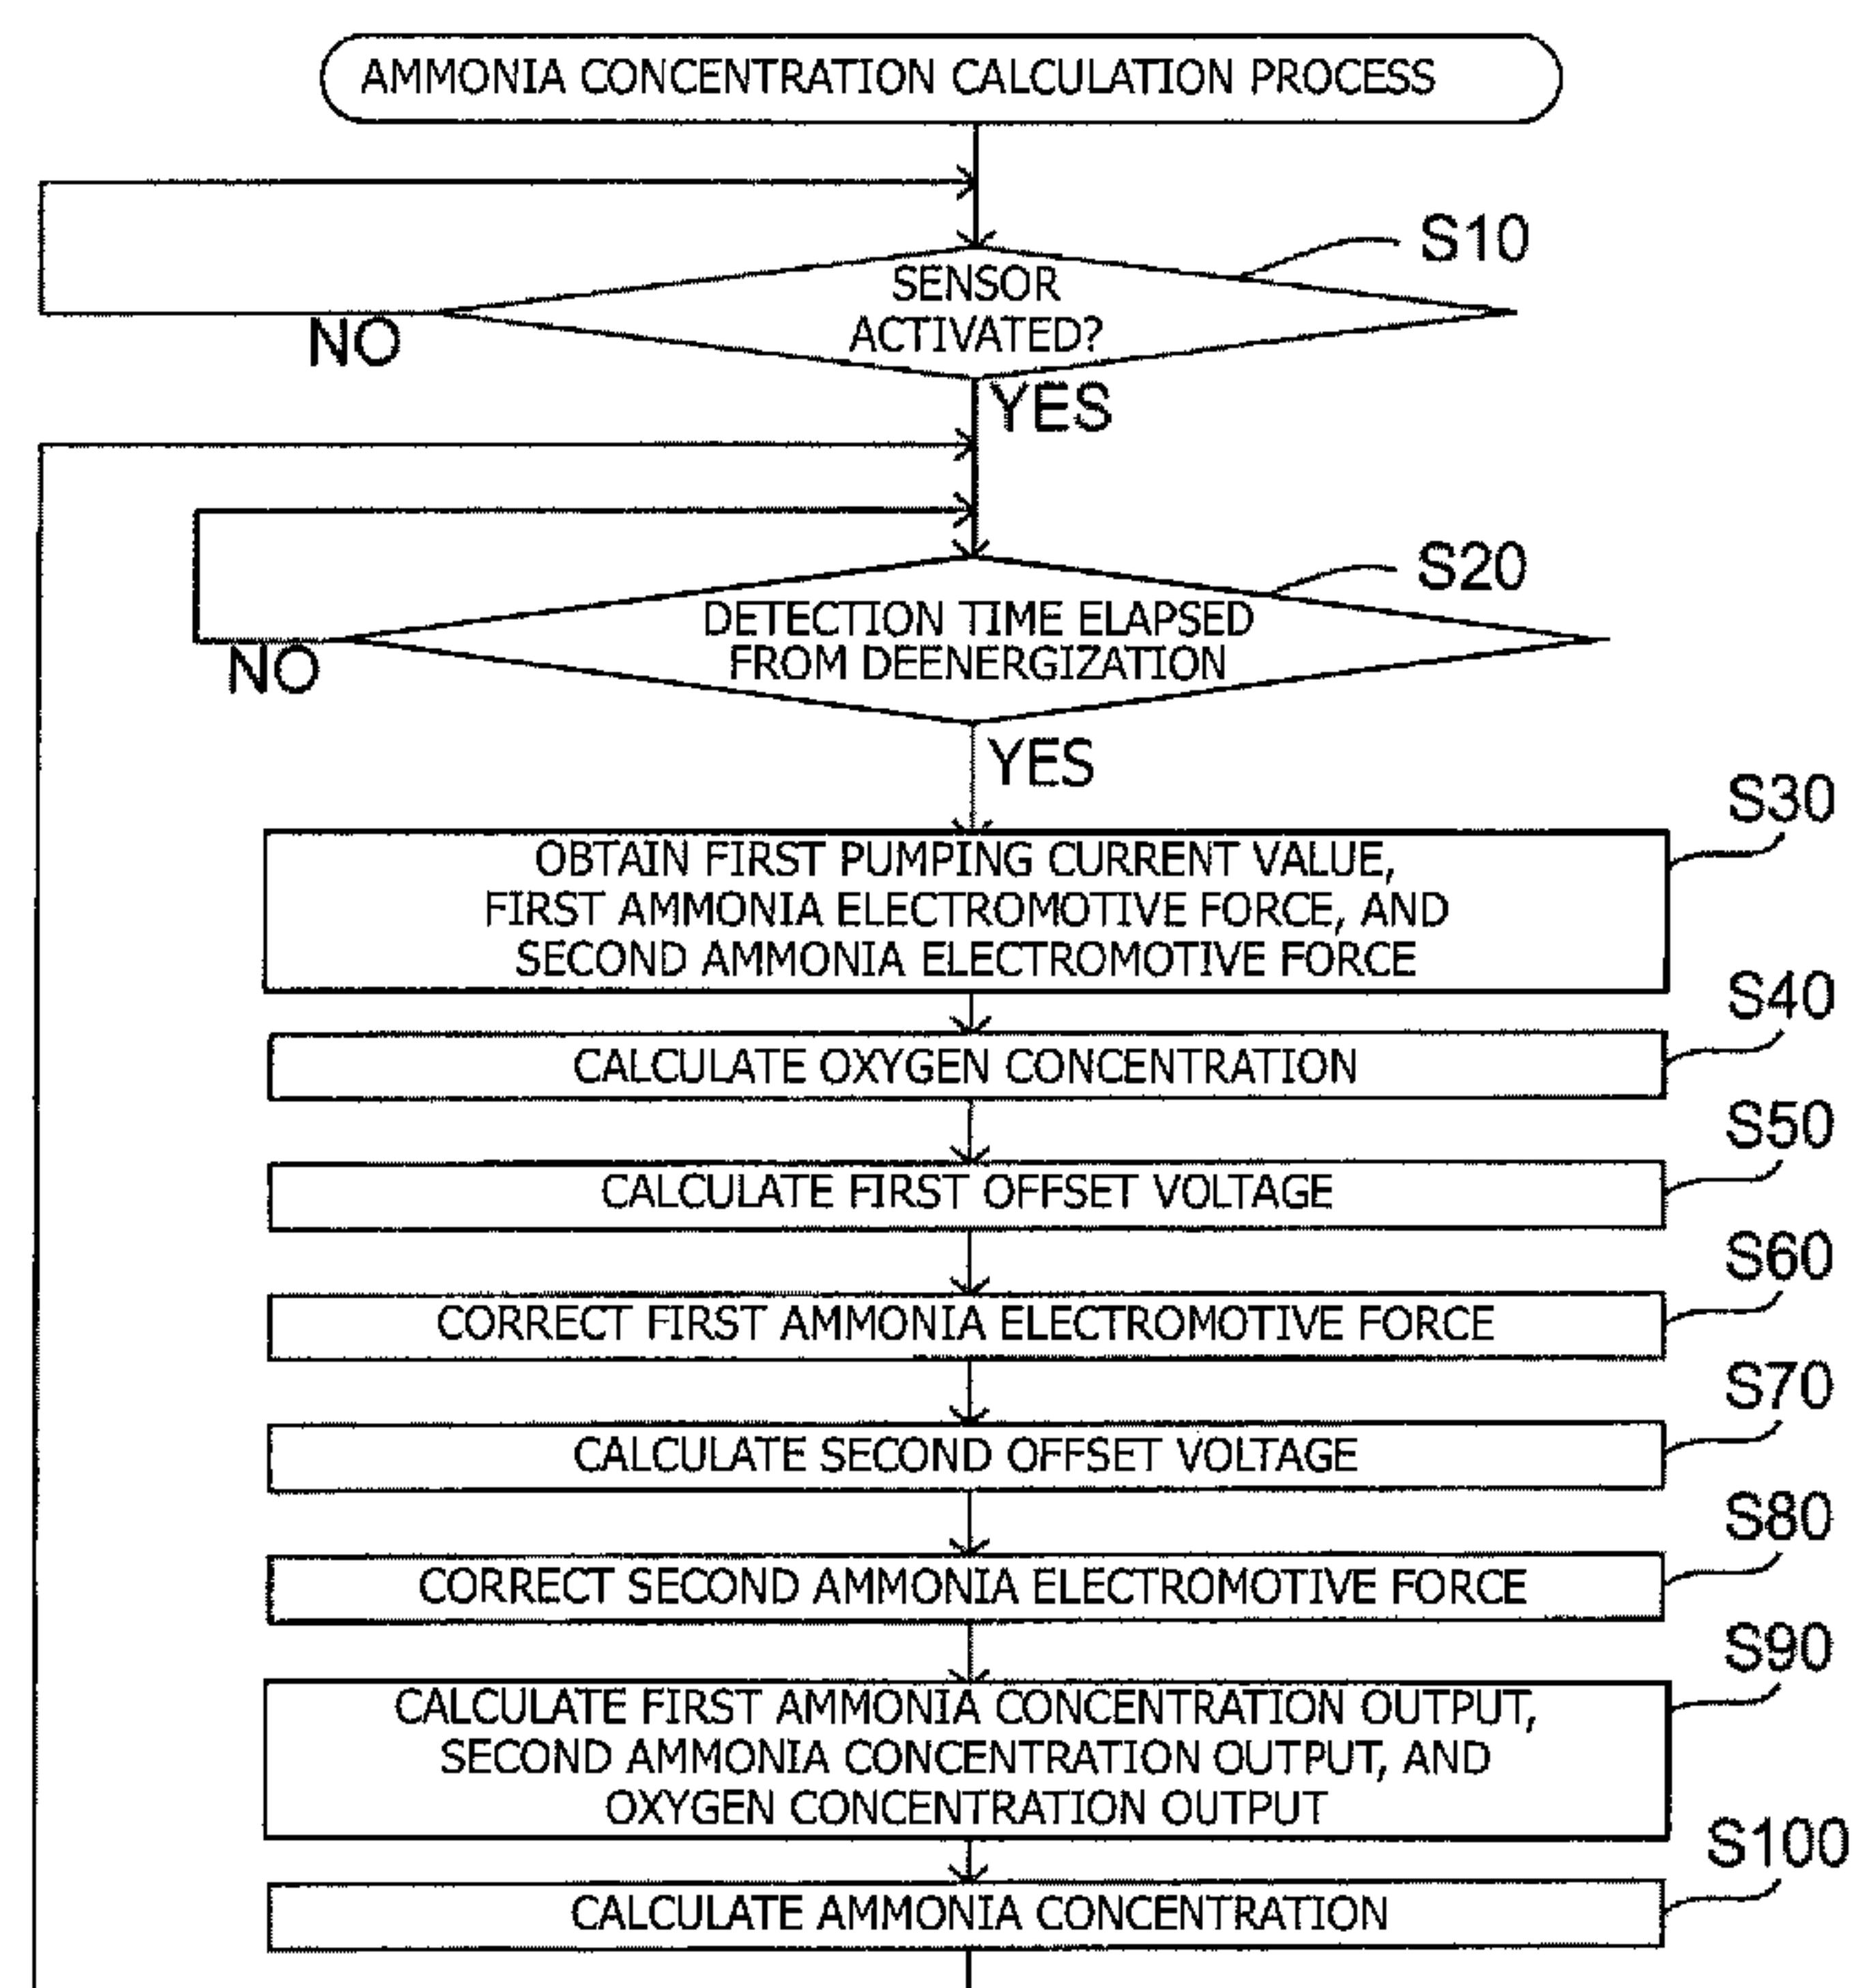 AMMONIA CONCENTRATION CALCULATION PROCESS
S10
SENSOR
ACTIVATED?
NO
YES
S20
DETECTION TIME ELAPSED
FROM DEENERGIZATION
NO
YES
S30
OBTAIN FIRST PUMPING CURRENT VALUE,
FIRST AMMONIA ELECTROMOTIVE FORCE, AND
SECOND AMMONIA ELECTROMOTIVE FORCE
S40
CALCULATE OXYGEN CONCENTRATION
S50
CALCULATE FIRST OFFSET VOLTAGE
S60
CORRECT FIRST AMMONIA ELECTROMOTIVE FORCE
S70
CALCULATE SECOND OFFSET VOLTAGE
S80
CORRECT SECOND AMMONIA ELECTROMOTIVE FORCE
S90
CALCULATE FIRST AMMONIA CONCENTRATION OUTPUT,
SECOND AMMONIA CONCENTRATION OUTPUT, AND
OXYGEN CONCENTRATION OUTPUT
S100
CALCULATE AMMONIA CONCENTRATION